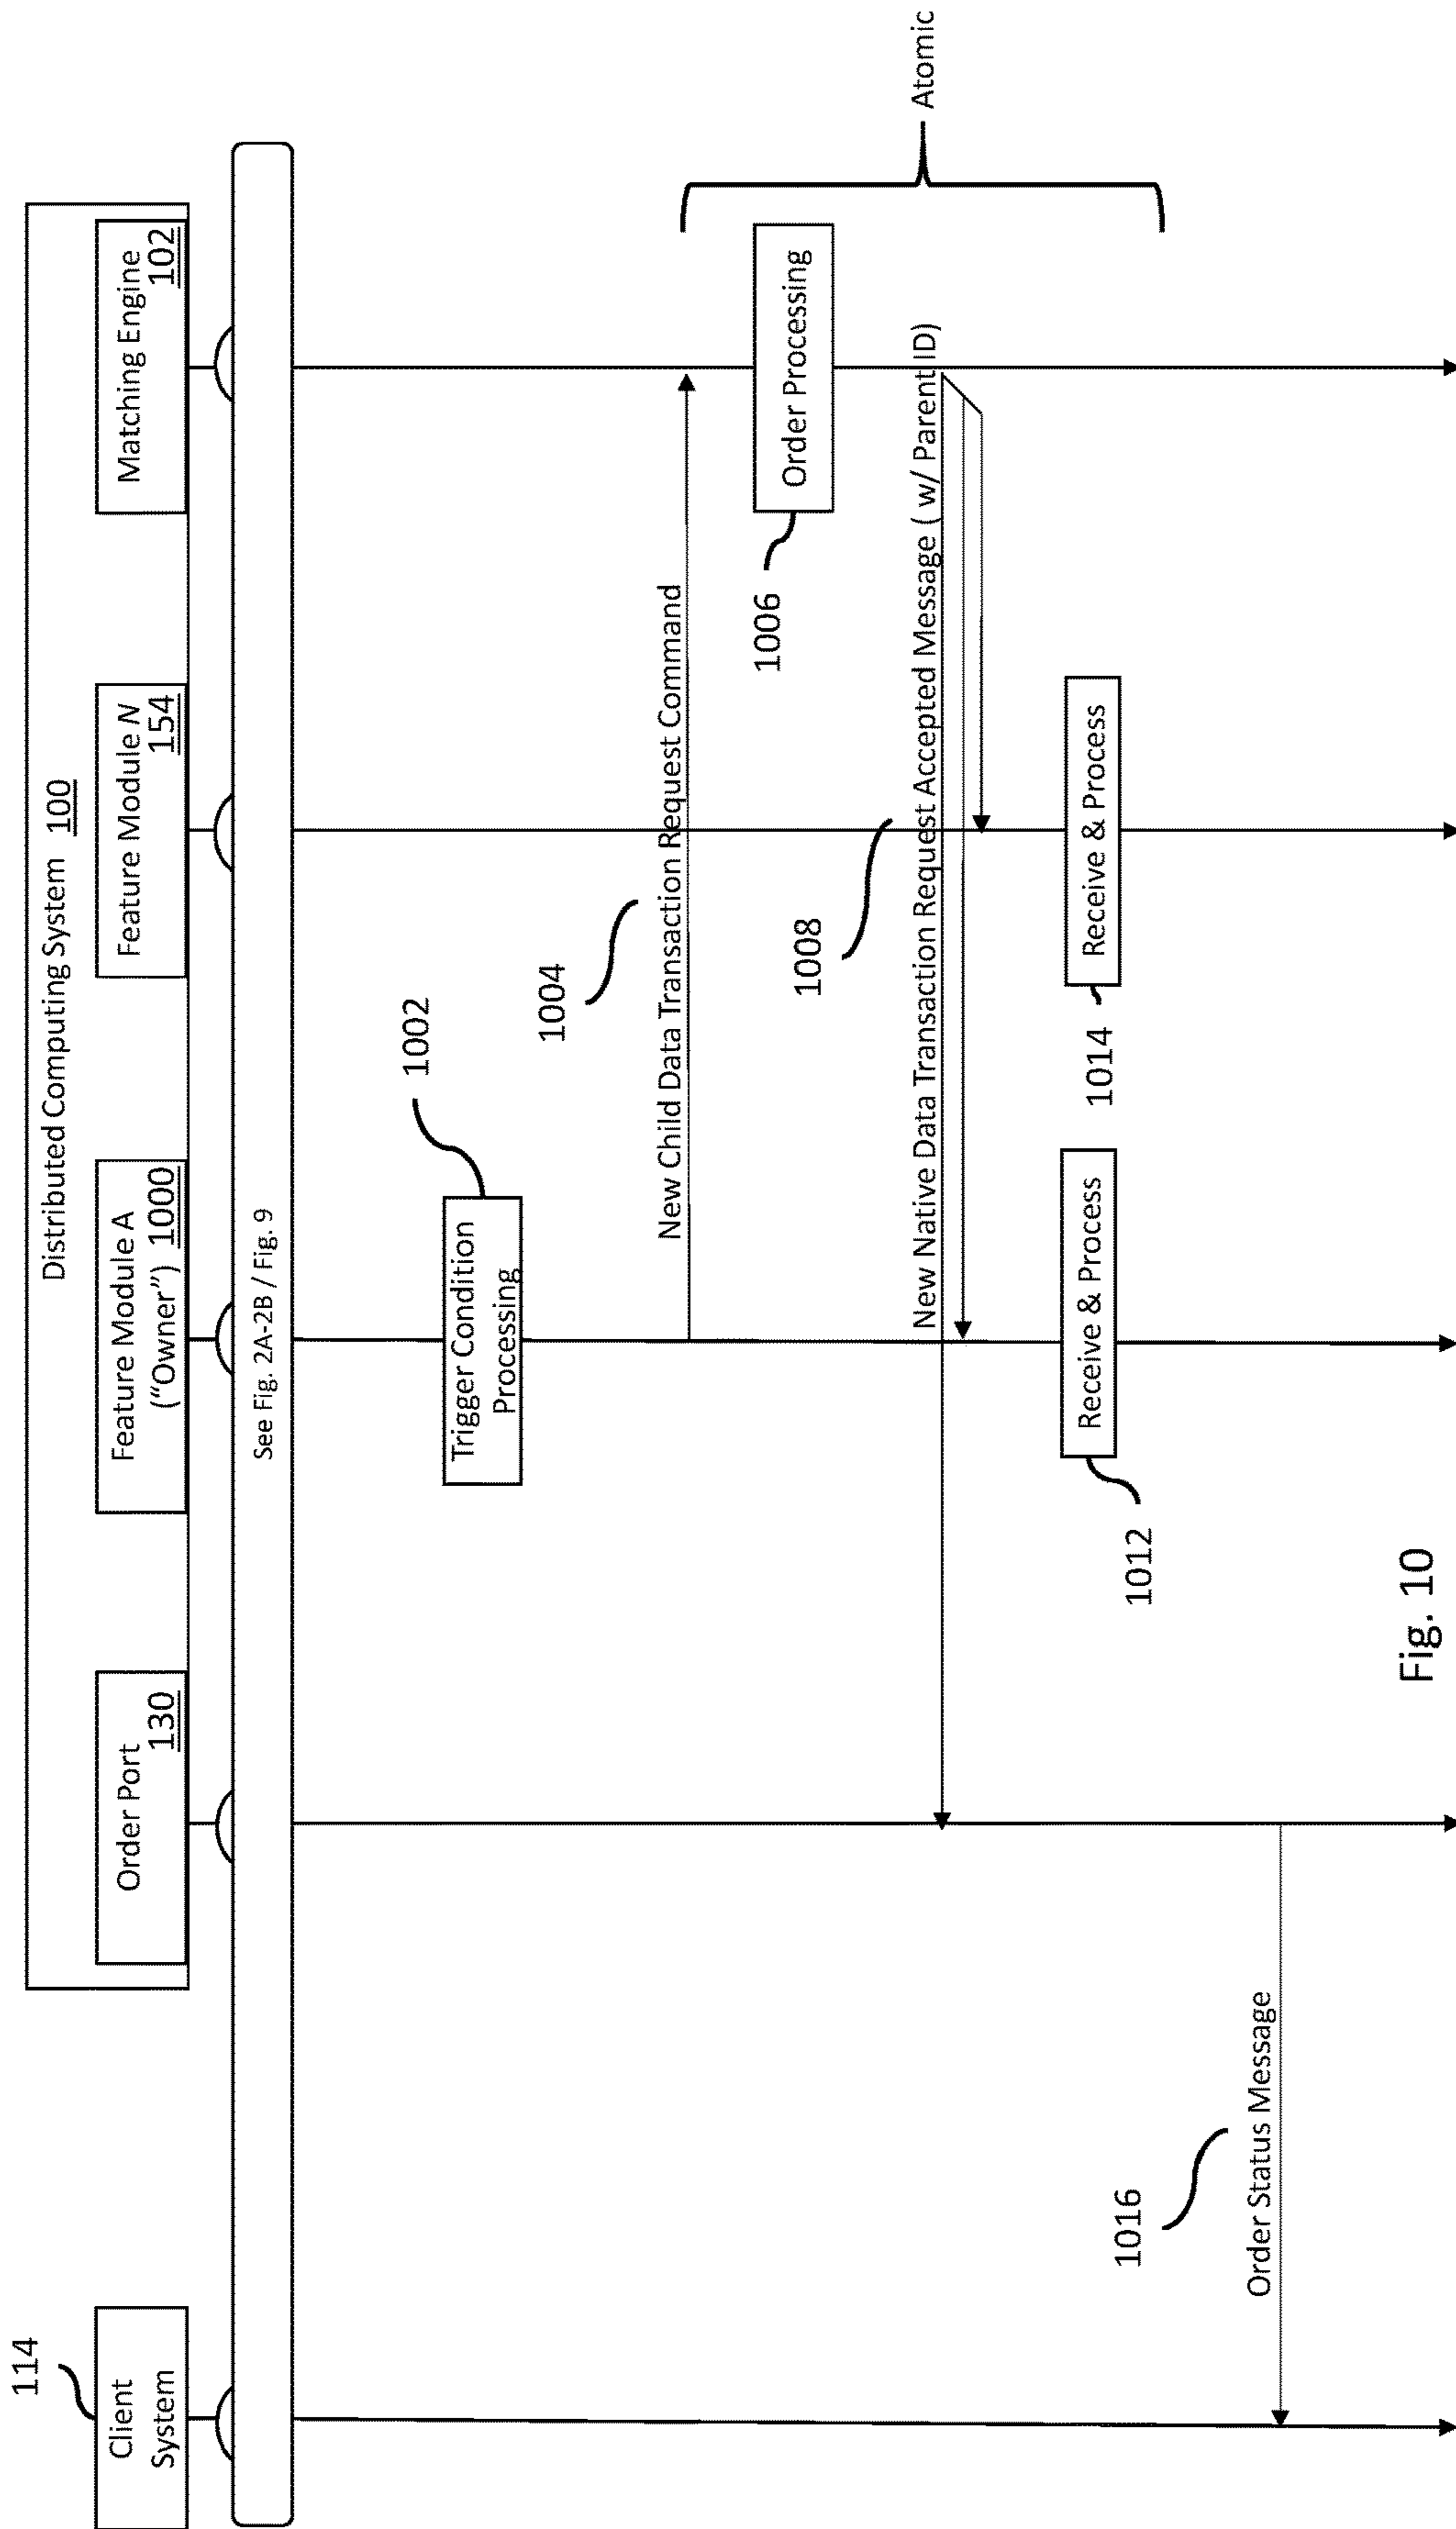 114
Client
System
Distributed Computing System 100
Order Port
130
Feature Module A
("Owner") 1000
Feature Module N
154
Matching Engine
102
See Fig. 2A-2B / Fig. 9
Trigger Condition
Processing
1002
1004
New Child Data Transaction Request Command
Order Processing
1006
1008
New Native Data Transaction Request Accepted Message ( w/ Parent ID)
Atomic
Receive & Process
1012
Receive & Process
1014
1016
Order Status Message
Fig. 10